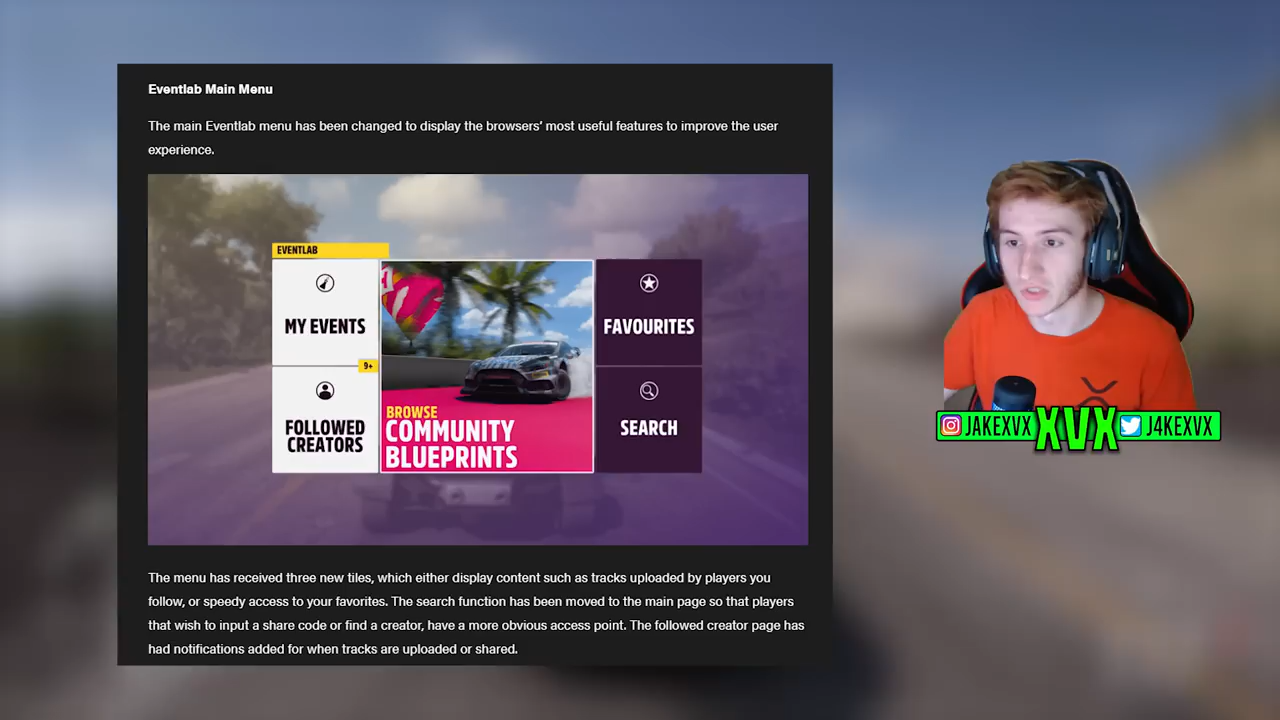 Eventlab Main Menu
The main Eventlab menu has been changed to display the browsers' most useful features to improve the user
experience.
EVENTLAB
MY EVENTS
9+
FOLLOWED
CREATORS
BROWSE
COMMUNITY
BLUEPRINTS
FAVOURITES
SEARCH
The menu has received three new tiles, which either display content such as tracks uploaded by players you
follow, or speedy access to your favorites. The search function has been moved to the main page so that players
that wish to input a share code or find a creator, have a more obvious access point. The followed creator page has
had notifications added for when tracks are uploaded or shared.
JAKEXVX XVX J4KEXVX